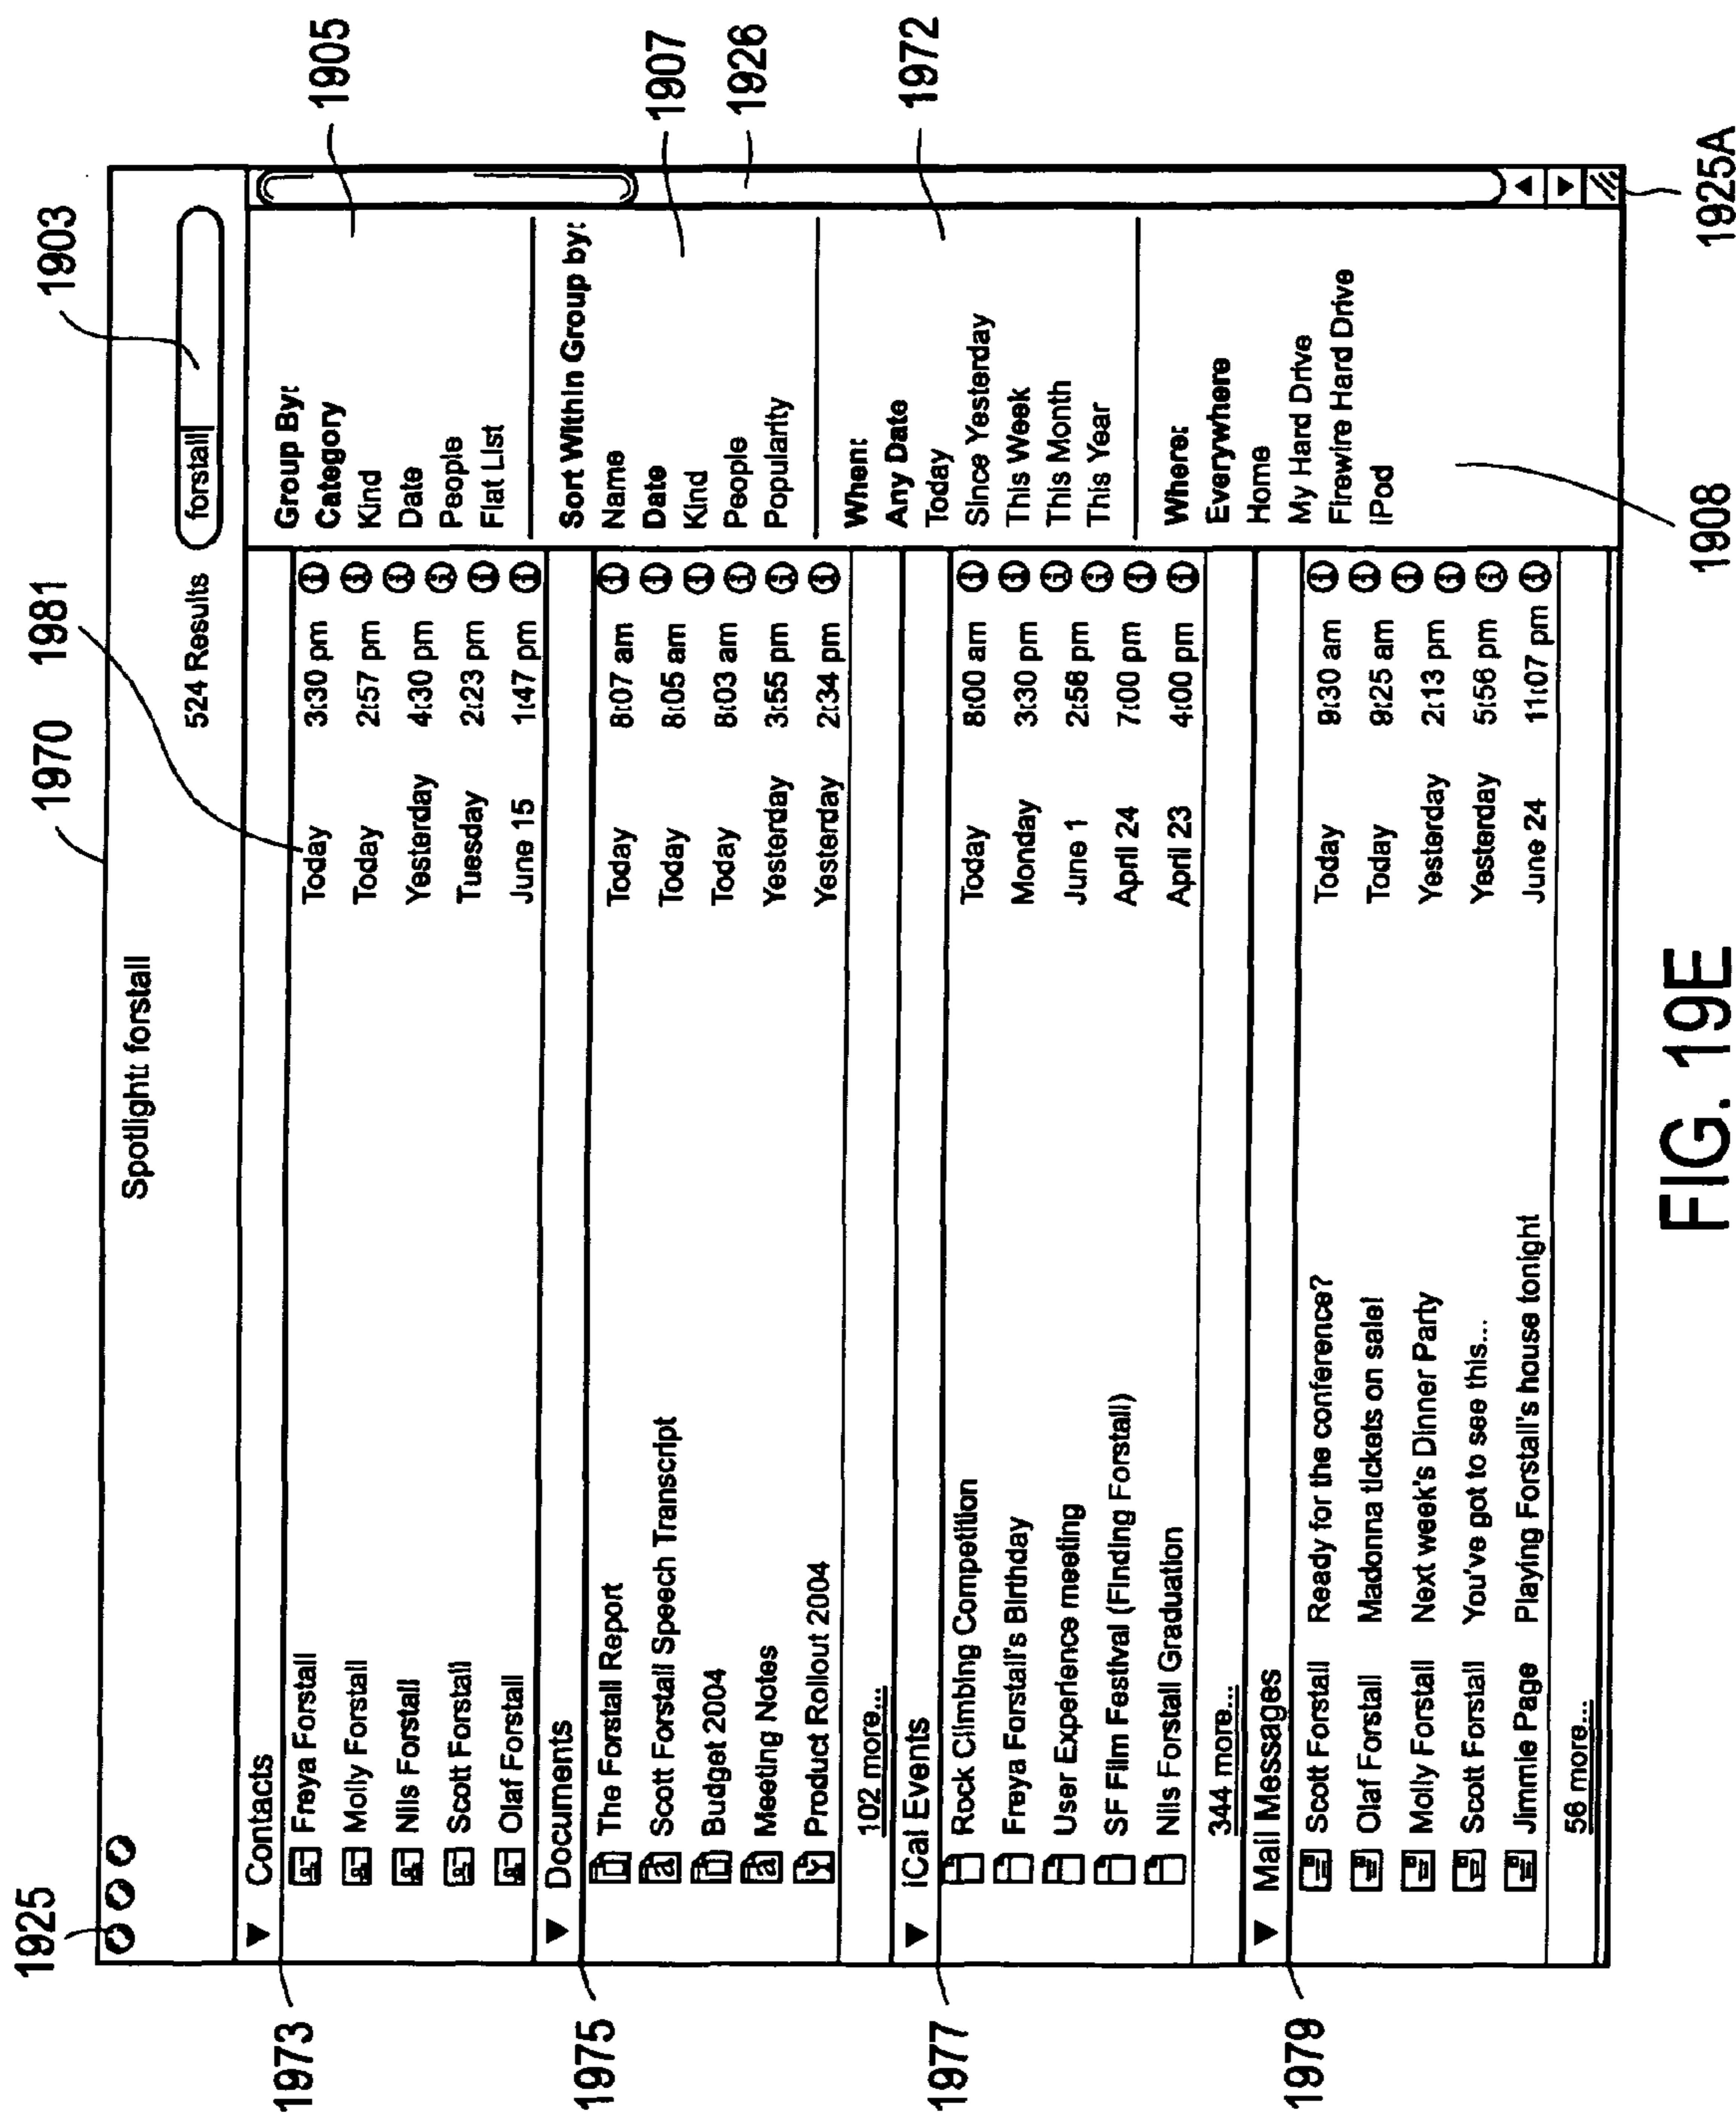 1970
1981
1903
1925
Spotlight: forstall
524 Results
forstall
1905
1907
1926
1972
1973
Contacts
Freya Forstall Today 3:30 pm
Molly Forstall Today 2:57 pm
Nils Forstall Yesterday 4:30 pm
Scott Forstall Tuesday 2:23 pm
Olaf Forstall June 15 1:47 pm
1975
Documents
The Forstall Report Today 8:07 am
Scott Forstall Speech Transcript Today 8:05 am
Budget 2004 Today 8:03 am
Meeting Notes Yesterday 3:55 pm
Product Rollout 2004 Yesterday 2:34 pm
102 more...
1977
iCal Events
Rock Climbing Competition Today 8:00 am
Freya Forstall's Birthday Monday 3:30 pm
User Experience meeting June 1 2:56 pm
SF Film Festival (Finding Forstall) April 24 7:00 pm
Nils Forstall Graduation April 23 4:00 pm
344 more...
1979
Mail Messages
Scott Forstall Ready for the conference? Today 9:30 am
Olaf Forstall Madonna tickets on sale! Today 9:25 am
Molly Forstall Next week's Dinner Party Yesterday 2:13 pm
Scott Forstall You've got to see this... Yesterday 5:56 pm
Jimmie Page Playing Forstall's house tonight June 24 11:07 pm
56 more...
Group By:
Category
Kind
Date
People
Flat List
Sort Within Group by:
Name
Date
Kind
People
Popularity
When:
Any Date
Today
Since Yesterday
This Week
This Month
This Year
Where:
Everywhere
Home
My Hard Drive
Firewire Hard Drive
iPod
1908
1925A
FIG. 19E